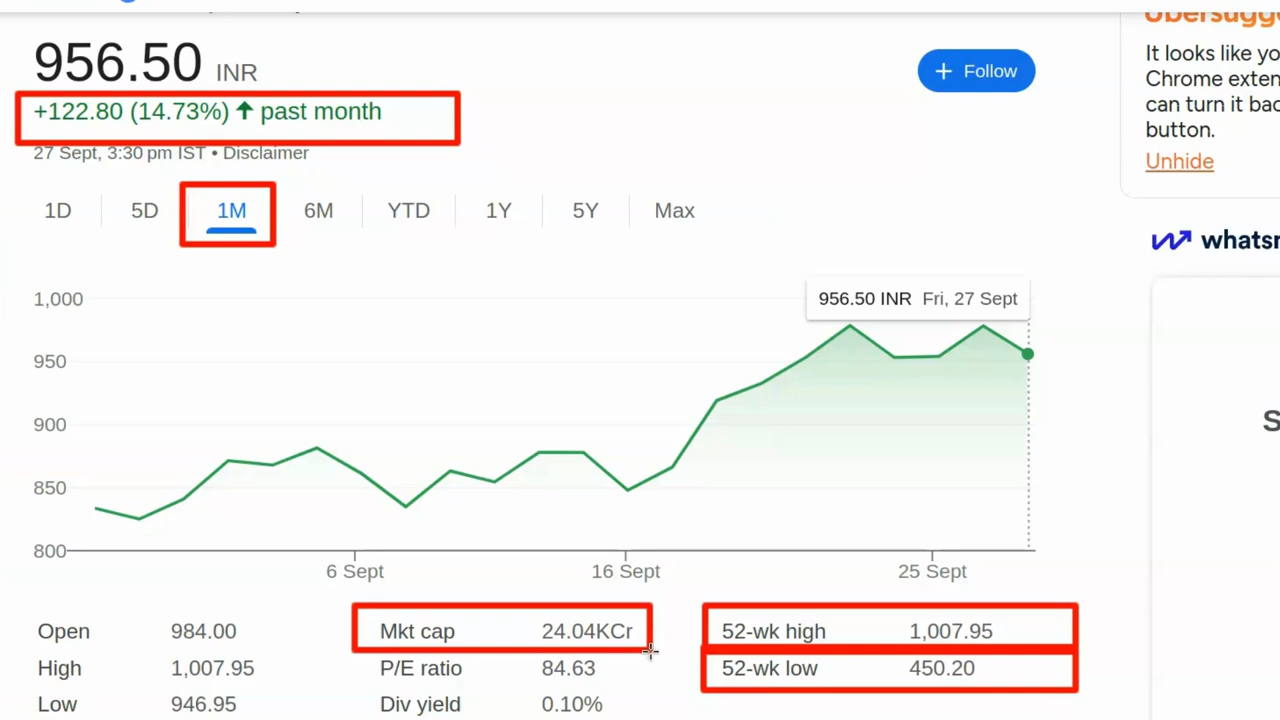 956.50 INR
+ Follow
+122.80 (14.73%) ↑ past month
27 Sept, 3:30 pm IST • Disclaimer
1D 5D 1M 6M YTD 1Y 5Y Max
956.50 INR Fri, 27 Sept
1,000
950
900
850
800
6 Sept 16 Sept 25 Sept
Open 984.00 Mkt cap 24.04KCr 52-wk high 1,007.95
High 1,007.95 P/E ratio 84.63 52-wk low 450.20
Low 946.95 Div yield 0.10%
It looks like yo
Chrome exten
can turn it bac
button.
Unhide
whatsr
S